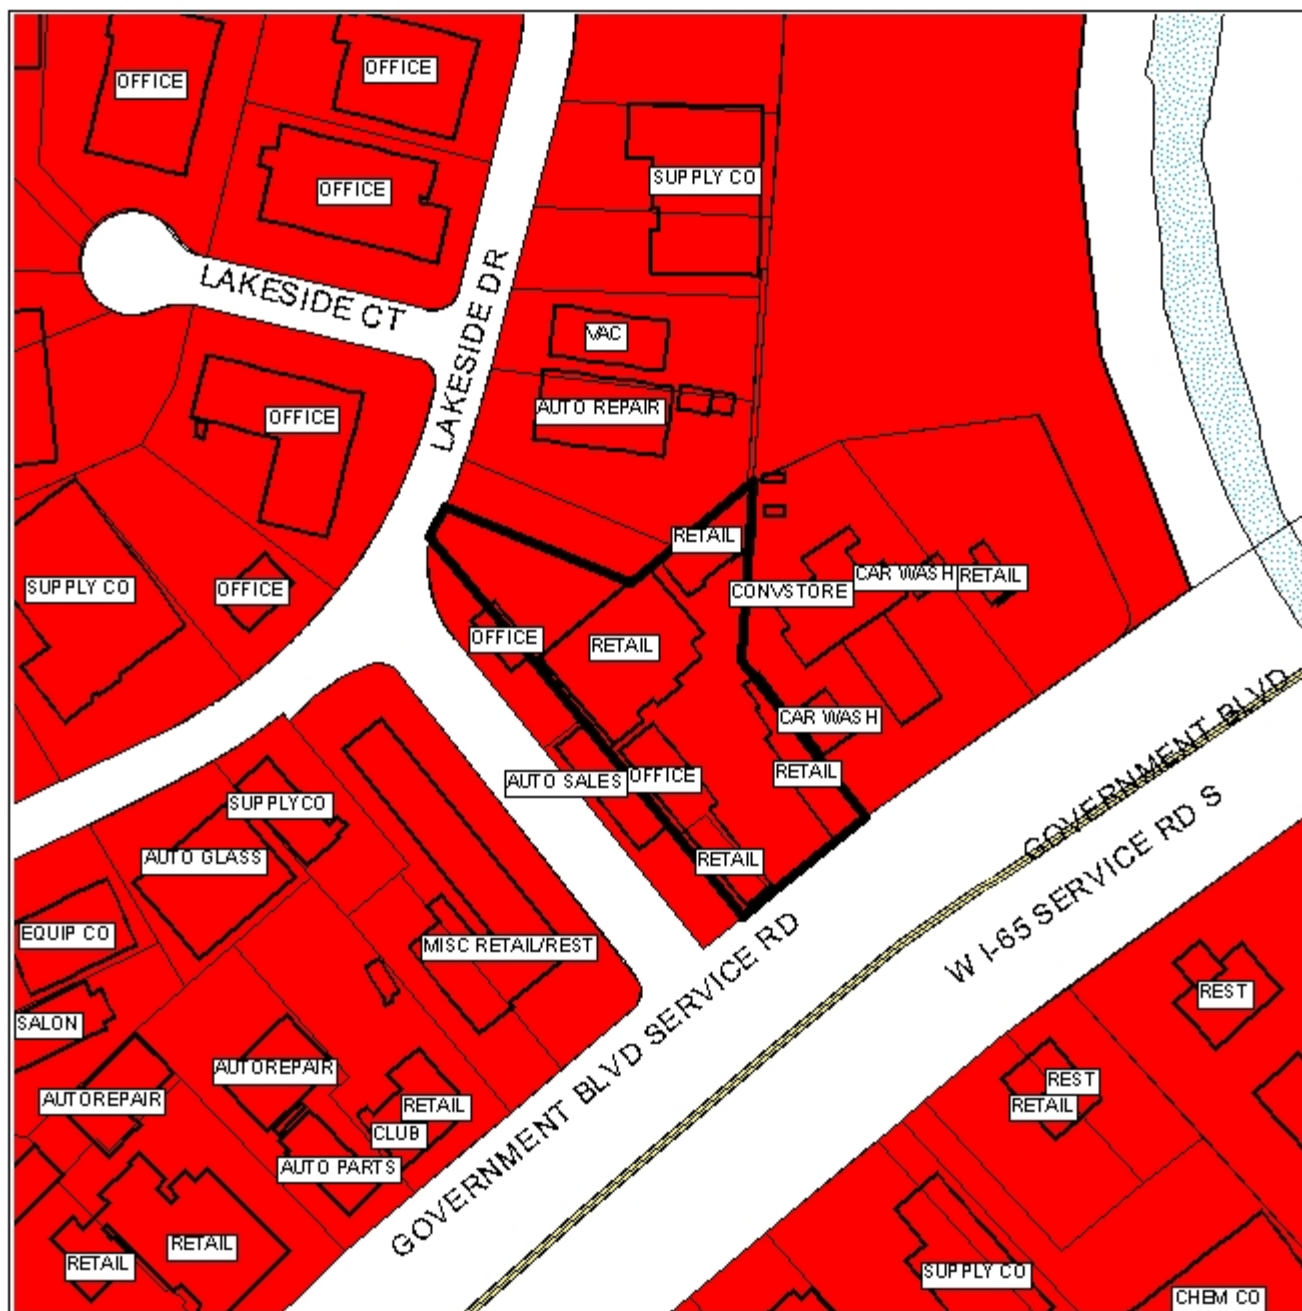 OFFICE
OFFICE
OFFICE
SUPPLY CO
LAKESIDE CT
LAKESIDE DR
VAC
AUTO REPAIR
OFFICE
RETAIL
SUPPLY CO
OFFICE
CONVSTORE
CAR WASH
RETAIL
OFFICE
RETAIL
CAR WASH
RETAIL
AUTO SALES
OFFICE
SUPPLYCO
AUTO GLASS
RETAIL
GOVERNMENT BLVD
W I-65 SERVICE RD S
EQUIP CO
MISC RETAIL/REST
GOVERNMENT BLVD SERVICE RD
SALON
REST
AUTOREPAIR
AUTOREPAIR
RETAIL
CLUB
REST
RETAIL
AUTO PARTS
RETAIL
RETAIL
SUPPLY CO
CHEM CO